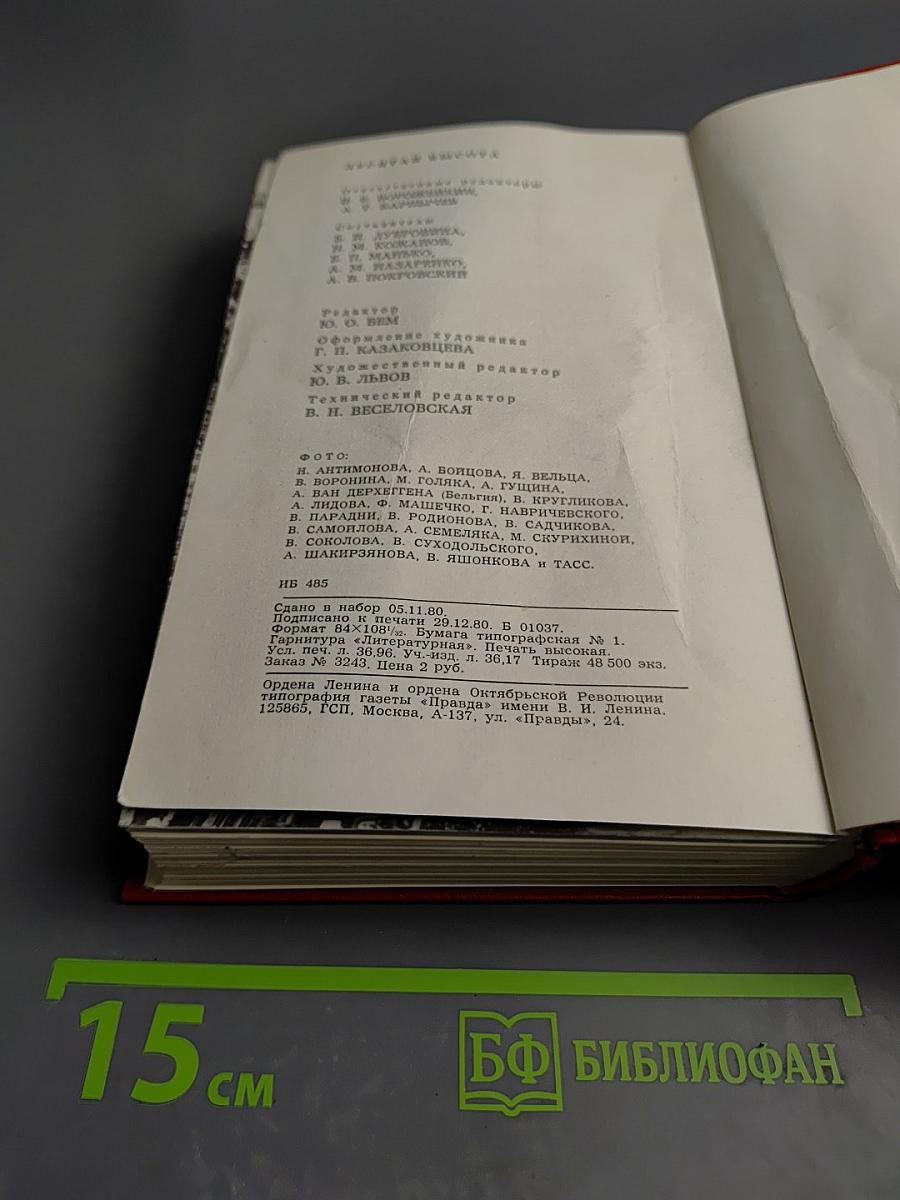 ДЕСЯТАЯ ВЫСОТА
Редактор
Ю. О. БЕМ
Оформление художника
Г. П. КАЗАКОВЦЕВА
Художественный редактор
Ю. В. ЛЬВОВ
Технический редактор
В. Н. ВЕСЕЛОВСКАЯ
ФОТО:
Н. АНТИМОНОВА, А. БОЙЦОВА, Я. ВЕЛЬЦА,
В. ВОРОНИНА, М. ГОЛЯКА, А. ГУЩИНА,
А. ВАН ДЕРХЕГГЕНА (Бельгия), В. КРУГЛИКОВА,
А. ЛИДОВА, Ф. МАШЕЧКО, Г. НАВРИЧЕВСКОГО,
В. ПАРАДНИ, В. РОДИОНОВА, В. САДЧИКОВА,
В. САМОИЛОВА, А. СЕМЕЛЯКА, М. СКУРИХИНОЙ,
В. СОКОЛОВА, В. СУХОДОЛЬСКОГО,
А. ШАКИРЗЯНОВА, В. ЯШОНКОВА и ТАСС.
ИБ 485
Сдано в набор 05.11.80.
Подписано к печати 29.12.80. Б 01037.
Формат 84×108¹/₃₂. Бумага типографская № 1.
Гарнитура «Литературная». Печать высокая.
Усл. печ. л. 36,96. Уч.-изд. л. 36,17 Тираж 48 500 экз.
Заказ № 3243. Цена 2 руб.
Ордена Ленина и ордена Октябрьской Революции
типография газеты «Правда» имени В. И. Ленина.
125865, ГСП, Москва, А-137, ул. «Правды», 24.
15 см
БФ БИБЛИОФАН